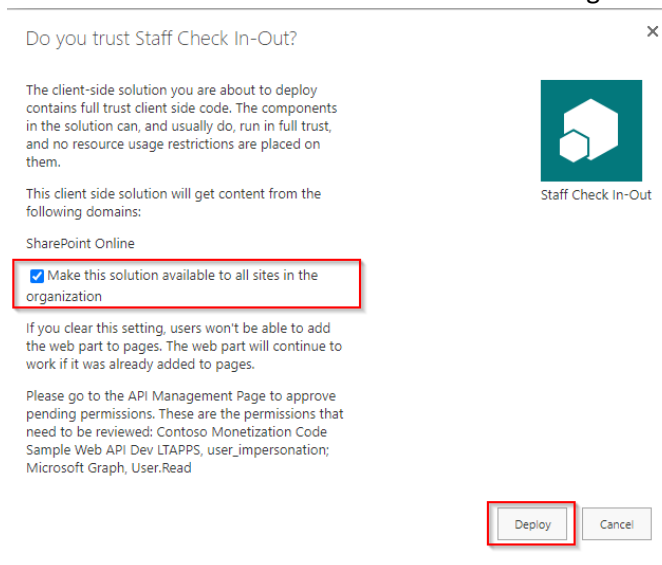 Do you trust Staff Check In-Out?
The client-side solution you are about to deploy
contains full trust client side code. The components
in the solution can, and usually do, run in full trust,
and no resource usage restrictions are placed on
them.
This client side solution will get content from the
following domains:
SharePoint Online
Make this solution available to all sites in the
organization
If you clear this setting, users won't be able to add
the web part to pages. The web part will continue to
work if it was already added to pages.
Please go to the API Management Page to approve
pending permissions. These are the permissions that
need to be reviewed: Contoso Monetization Code
Sample Web API Dev LTAPPS, user_impersonation;
Microsoft Graph, User.Read
Staff Check In-Out
Deploy
Cancel